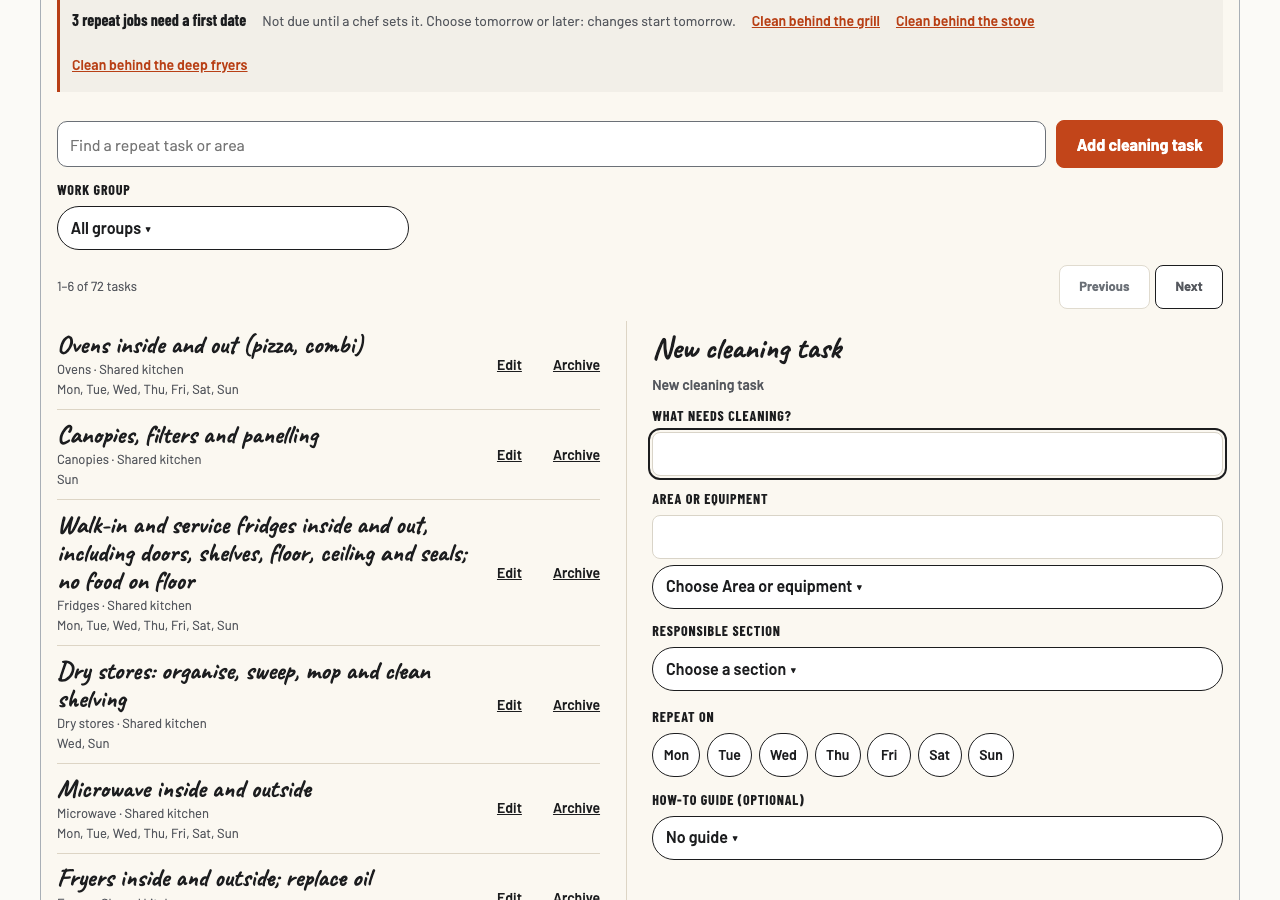 3 repeat jobs need a first date Not due until a chef sets it. Choose tomorrow or later: changes start tomorrow. Clean behind the grill Clean behind the stove
Clean behind the deep fryers
Find a repeat task or area
Add cleaning task
WORK GROUP
All groups ▾
1–6 of 72 tasks
Previous
Next
Ovens inside and out (pizza, combi)
Ovens · Shared kitchen
Mon, Tue, Wed, Thu, Fri, Sat, Sun
Edit
Archive
Canopies, filters and panelling
Canopies · Shared kitchen
Sun
Edit
Archive
Walk-in and service fridges inside and out,
including doors, shelves, floor, ceiling and seals;
no food on floor
Fridges · Shared kitchen
Mon, Tue, Wed, Thu, Fri, Sat, Sun
Edit
Archive
Dry stores: organise, sweep, mop and clean
shelving
Dry stores · Shared kitchen
Wed, Sun
Edit
Archive
Microwave inside and outside
Microwave · Shared kitchen
Mon, Tue, Wed, Thu, Fri, Sat, Sun
Edit
Archive
Fryers inside and outside; replace oil
Edit
Archive
New cleaning task
New cleaning task
WHAT NEEDS CLEANING?
AREA OR EQUIPMENT
Choose Area or equipment ▾
RESPONSIBLE SECTION
Choose a section ▾
REPEAT ON
Mon Tue Wed Thu Fri Sat Sun
HOW-TO GUIDE (OPTIONAL)
No guide ▾